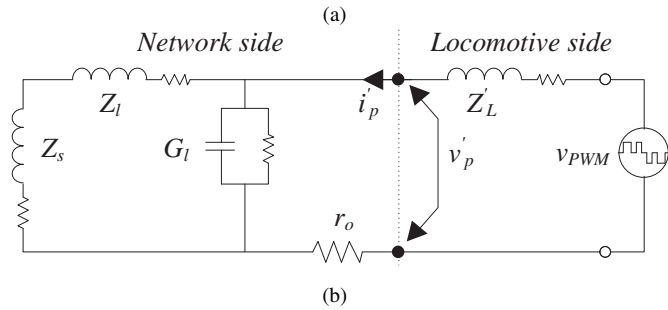 (a)
Network side
Locomotive side
Z_l
i'_p
Z'_L
Z_s
G_l
v'_p
v_PWM
r_o
(b)